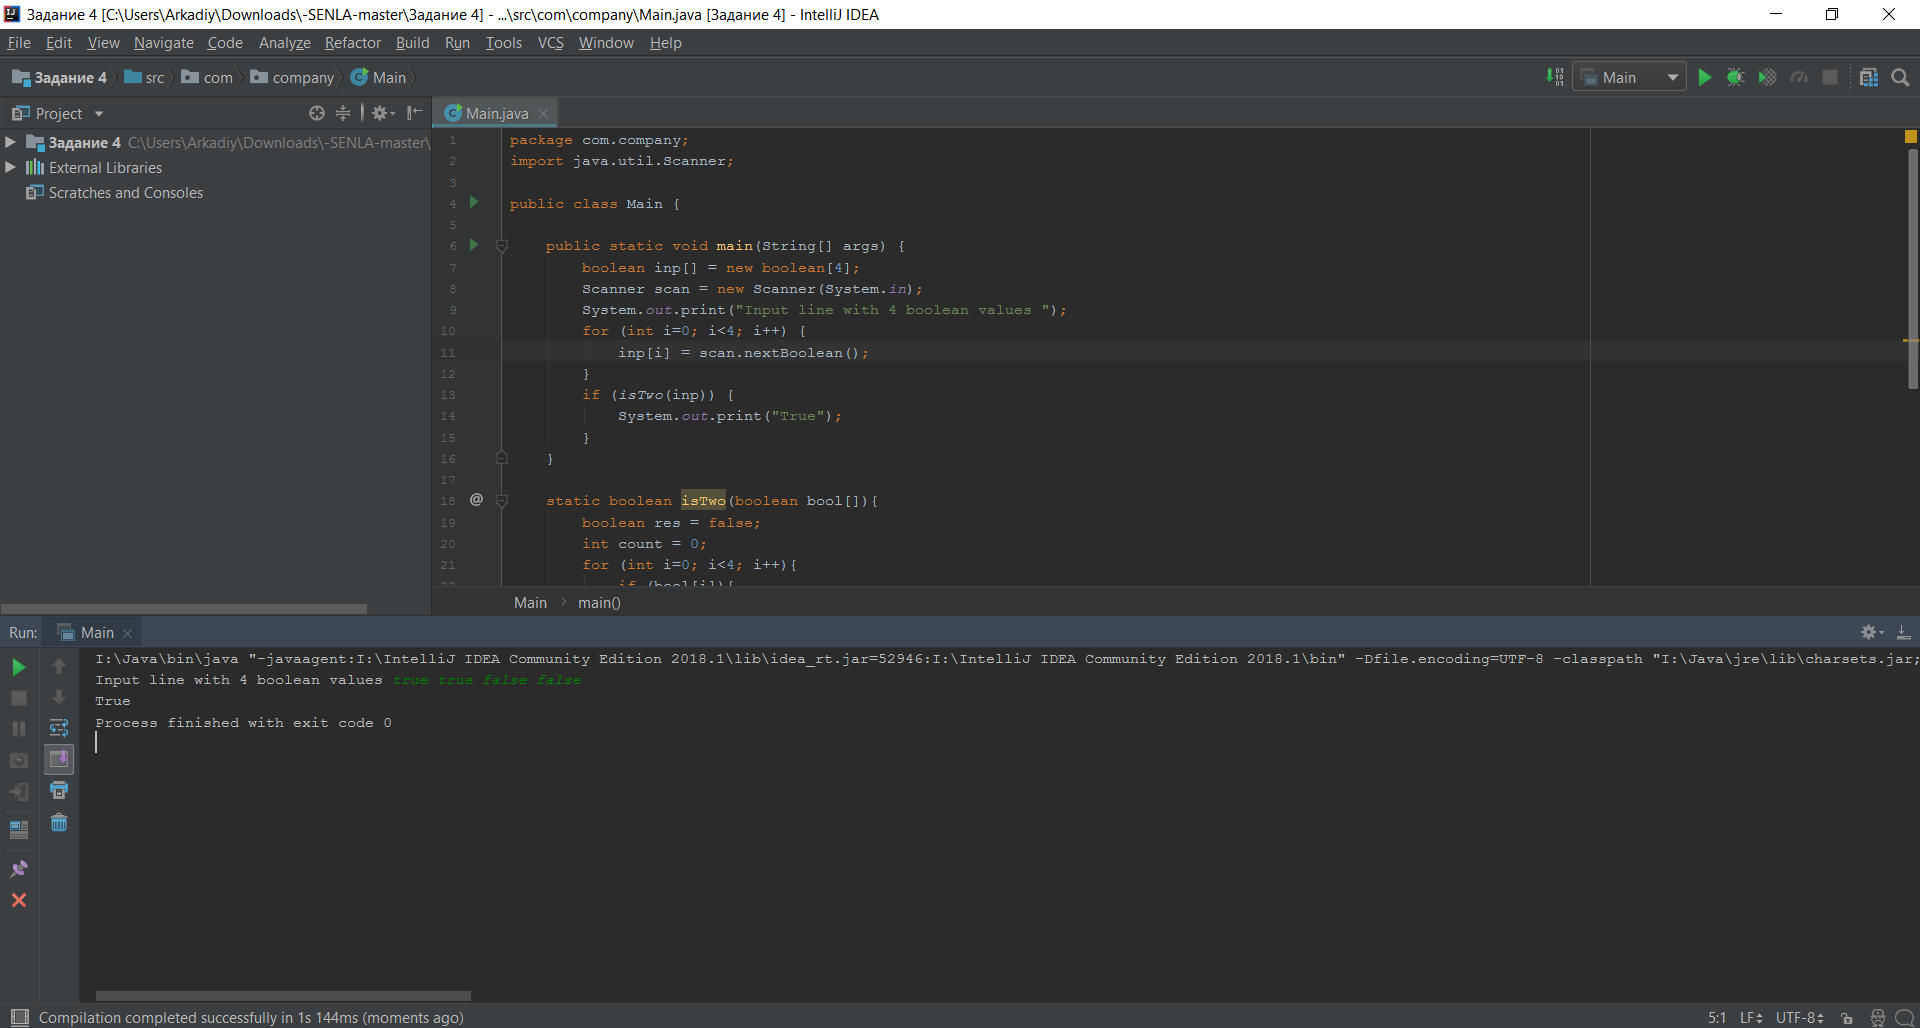 Задание 4 [C:\Users\Arkadiy\Downloads\-SENLA-master\Задание 4] - ...\src\com\company\Main.java [Задание 4] - IntelliJ IDEA
File Edit View Navigate Code Analyze Refactor Build Run Tools VCS Window Help
Задание 4 src com company Main
Main
Project
Main.java
Задание 4 C:\Users\Arkadiy\Downloads\-SENLA-master\
External Libraries
Scratches and Consoles
1 package com.company;
2 import java.util.Scanner;
3
4 public class Main {
5
6 public static void main(String[] args) {
7 boolean inp[] = new boolean[4];
8 Scanner scan = new Scanner(System.in);
9 System.out.print("Input line with 4 boolean values ");
10 for (int i=0; i<4; i++) {
11 inp[i] = scan.nextBoolean();
12 }
13 if (isTwo(inp)) {
14 System.out.print("True");
15 }
16 }
17
18 static boolean isTwo(boolean bool[]){
19 boolean res = false;
20 int count = 0;
21 for (int i=0; i<4; i++){
22 if (bool[i]){
Main main()
Run: Main
I:\Java\bin\java "-javaagent:I:\IntelliJ IDEA Community Edition 2018.1\lib\idea_rt.jar=52946:I:\IntelliJ IDEA Community Edition 2018.1\bin" -Dfile.encoding=UTF-8 -classpath "I:\Java\jre\lib\charsets.jar;
Input line with 4 boolean values true true false false
True
Process finished with exit code 0
Compilation completed successfully in 1s 144ms (moments ago)
5:1 LF UTF-8